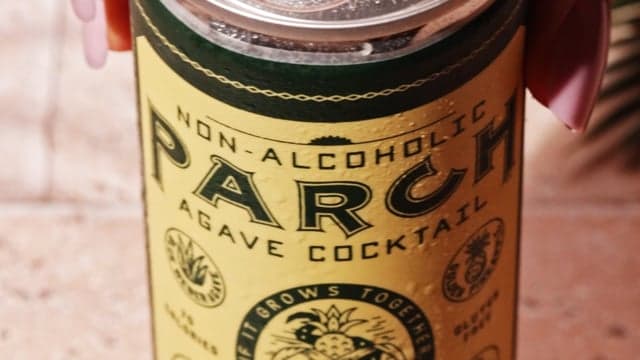 NON-ALCOHOLIC
PARCH
AGAVE COCKTAIL
CALORIES
GLUTEN
FREE
IF IT GROWS TOGETHER